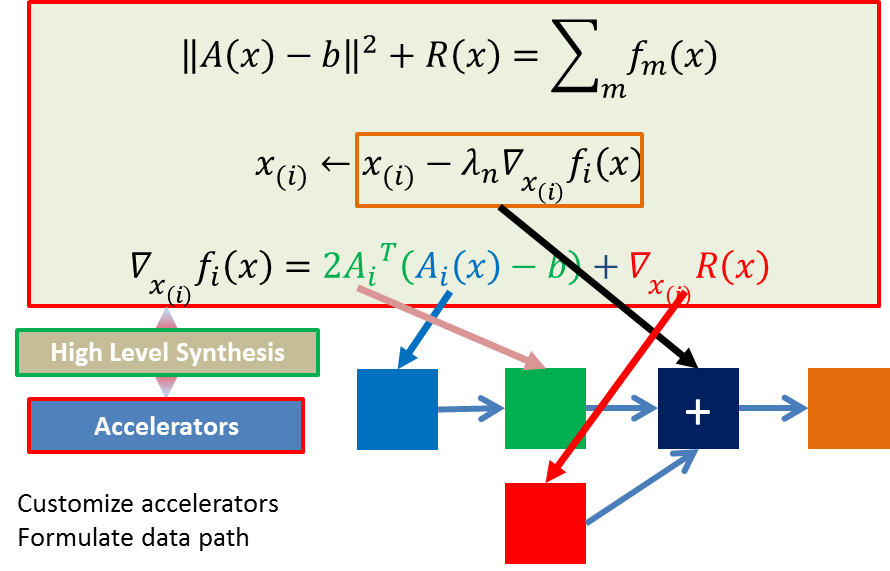 ‖A(x) − b‖² + R(x) = ∑ₘ fₘ(x)
x₍ᵢ₎ ← x₍ᵢ₎ − λₙ∇ₓ₍ᵢ₎ fᵢ(x)
∇ₓ₍ᵢ₎ fᵢ(x) = 2Aᵢᵀ(Aᵢ(x) − b) + ∇ₓ₍ᵢ₎ R(x)
High Level Synthesis
Accelerators
+
Customize accelerators
Formulate data path